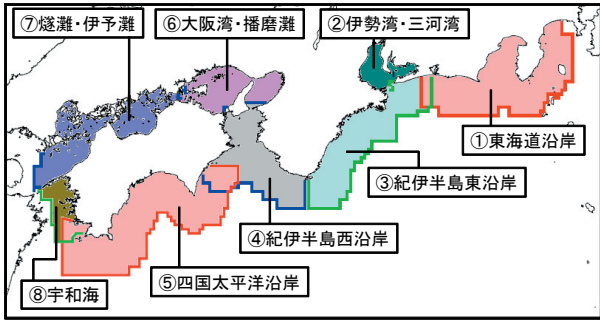 ⑦燧灘・伊予灘
⑥大阪湾・播磨灘
②伊勢湾・三河湾
①東海道沿岸
③紀伊半島東沿岸
④紀伊半島西沿岸
⑤四国太平洋沿岸
⑧宇和海